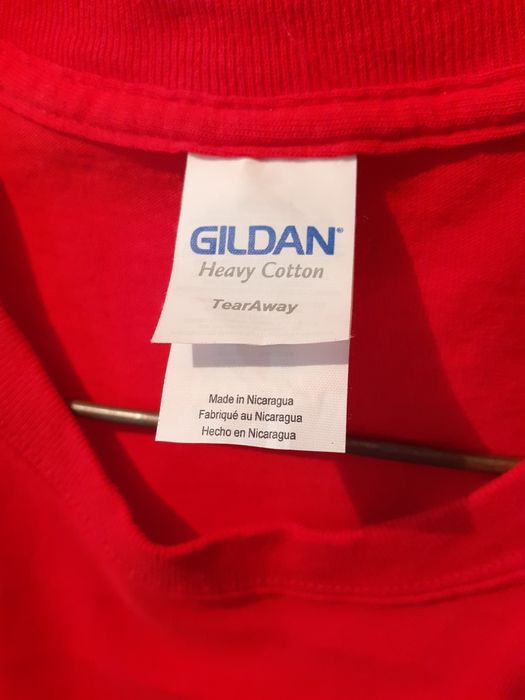 GILDAN®
Heavy Cotton
TearAway
Made in Nicaragua
Fabriqué au Nicaragua
Hecho en Nicaragua